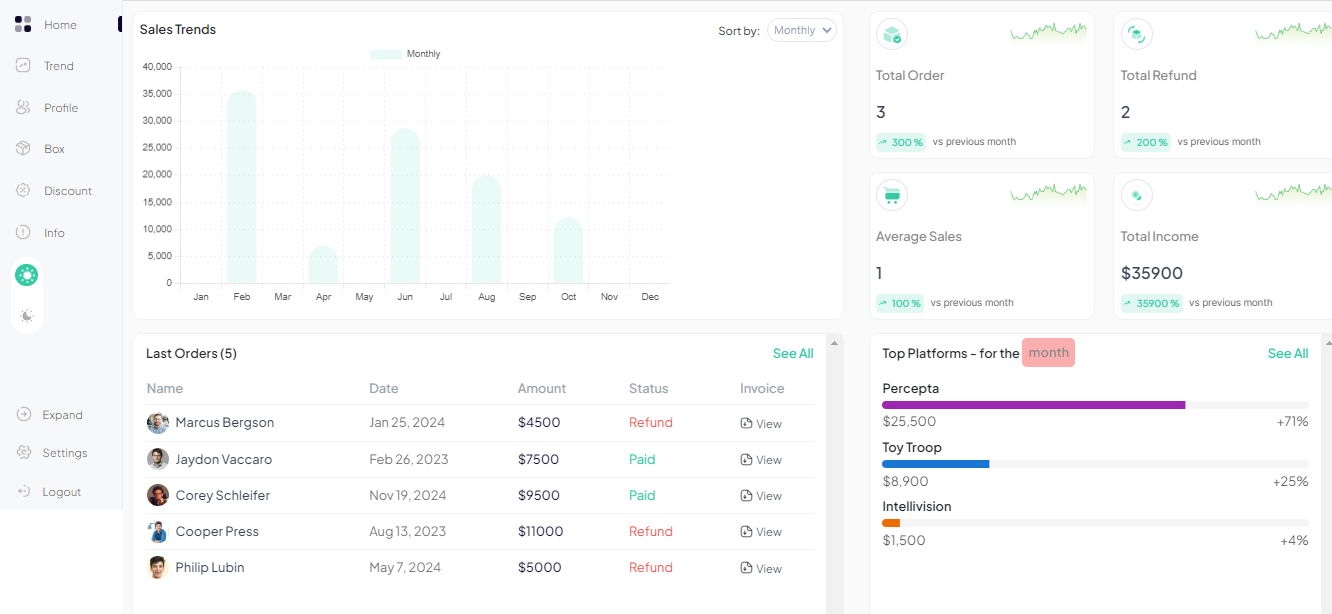 Home
Trend
Profile
Box
Discount
Info
Expand
Settings
Logout
Sales Trends
Sort by: Monthly
Monthly
40,000
35,000
30,000
25,000
20,000
15,000
10,000
5,000
0
Jan Feb Mar Apr May Jun Jul Aug Sep Oct Nov Dec
Total Order
3
300 % vs previous month
Total Refund
2
200 % vs previous month
Average Sales
1
100 % vs previous month
Total Income
$35900
35900 % vs previous month
Last Orders (5) See All
Name Date Amount Status Invoice
Marcus Bergson Jan 25, 2024 $4500 Refund View
Jaydon Vaccaro Feb 26, 2023 $7500 Paid View
Corey Schleifer Nov 19, 2024 $9500 Paid View
Cooper Press Aug 13, 2023 $11000 Refund View
Philip Lubin May 7, 2024 $5000 Refund View
Top Platforms - for the month See All
Percepta
$25,500 +71%
Toy Troop
$8,900 +25%
Intellivision
$1,500 +4%